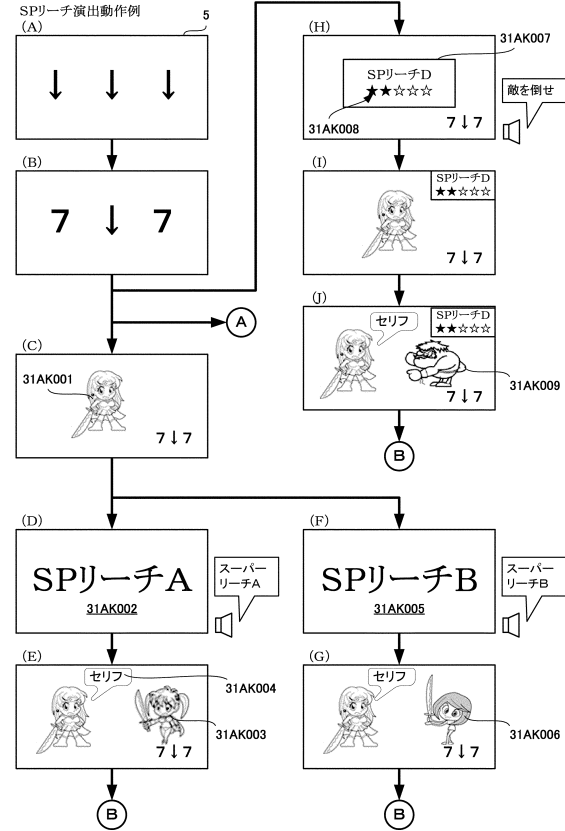 SPリーチ演出動作例
5
(A)
↓ ↓ ↓
(B)
7 ↓ 7
A
(C)
31AK001
7↓7
(D)
SPリーチA
31AK002
スーパー
リーチA
(E)
セリフ
31AK004
31AK003
7↓7
B
(F)
SPリーチB
31AK005
スーパー
リーチB
(G)
セリフ
31AK006
7↓7
B
(H)
31AK007
SPリーチD
★★☆☆☆
31AK008
7↓7
敵を倒せ
(I)
SPリーチD
★★☆☆☆
7↓7
(J)
セリフ
SPリーチD
★★☆☆☆
31AK009
7↓7
B